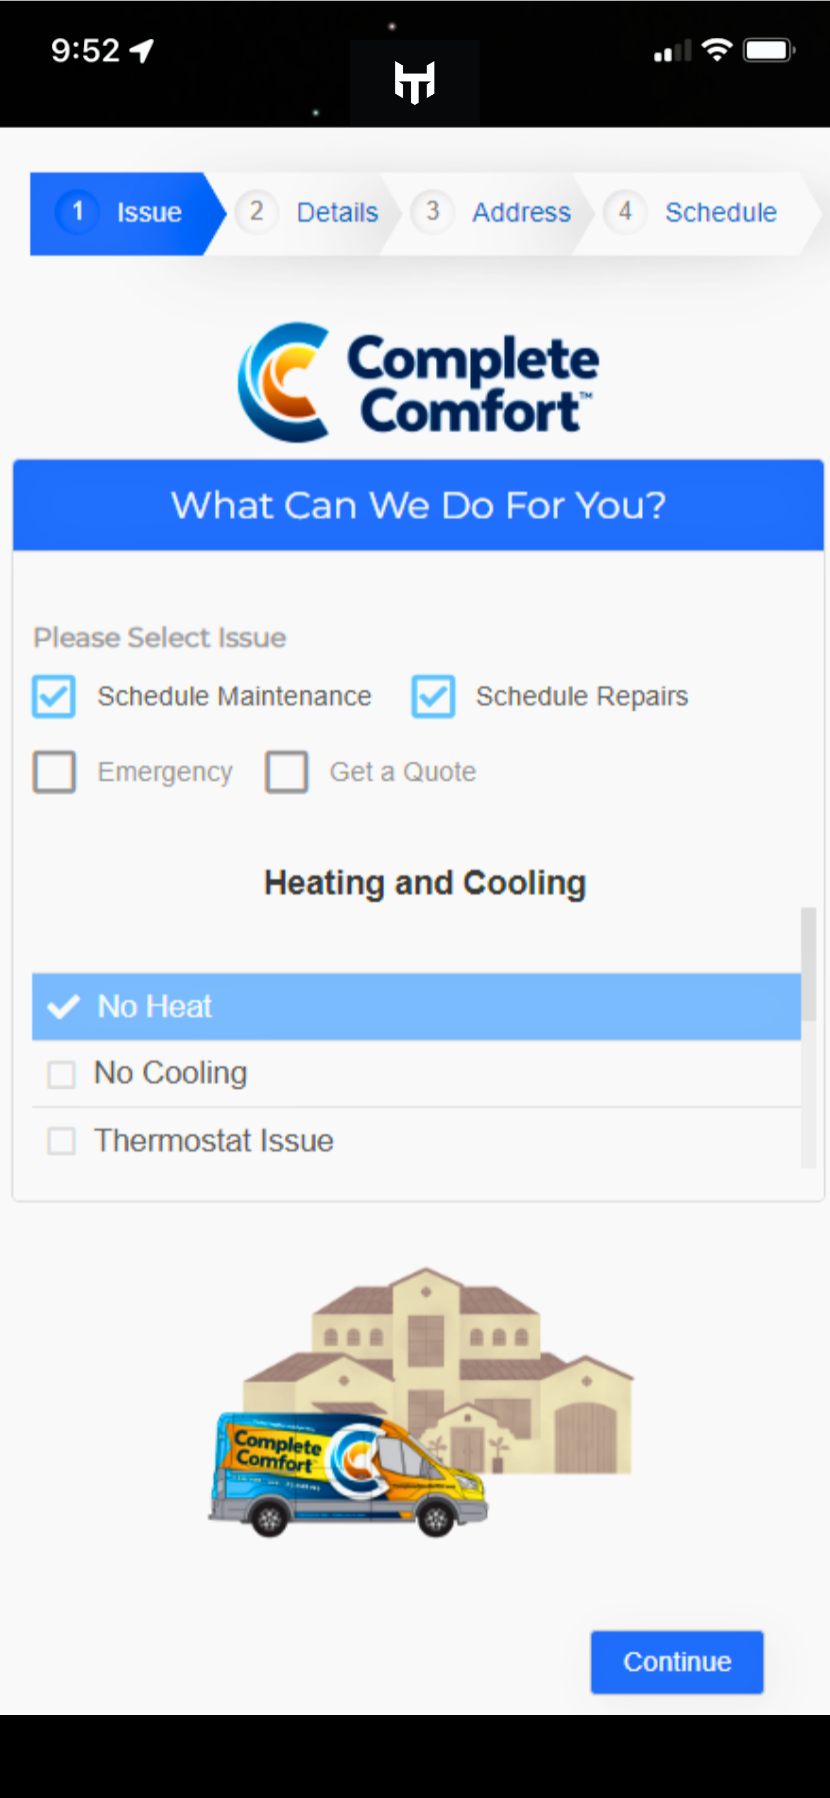 9:52
1 Issue 2 Details 3 Address 4 Schedule
Complete
Comfort™
What Can We Do For You?
Please Select Issue
Schedule Maintenance Schedule Repairs
Emergency Get a Quote
Heating and Cooling
No Heat
No Cooling
Thermostat Issue
Complete
Comfort
Continue